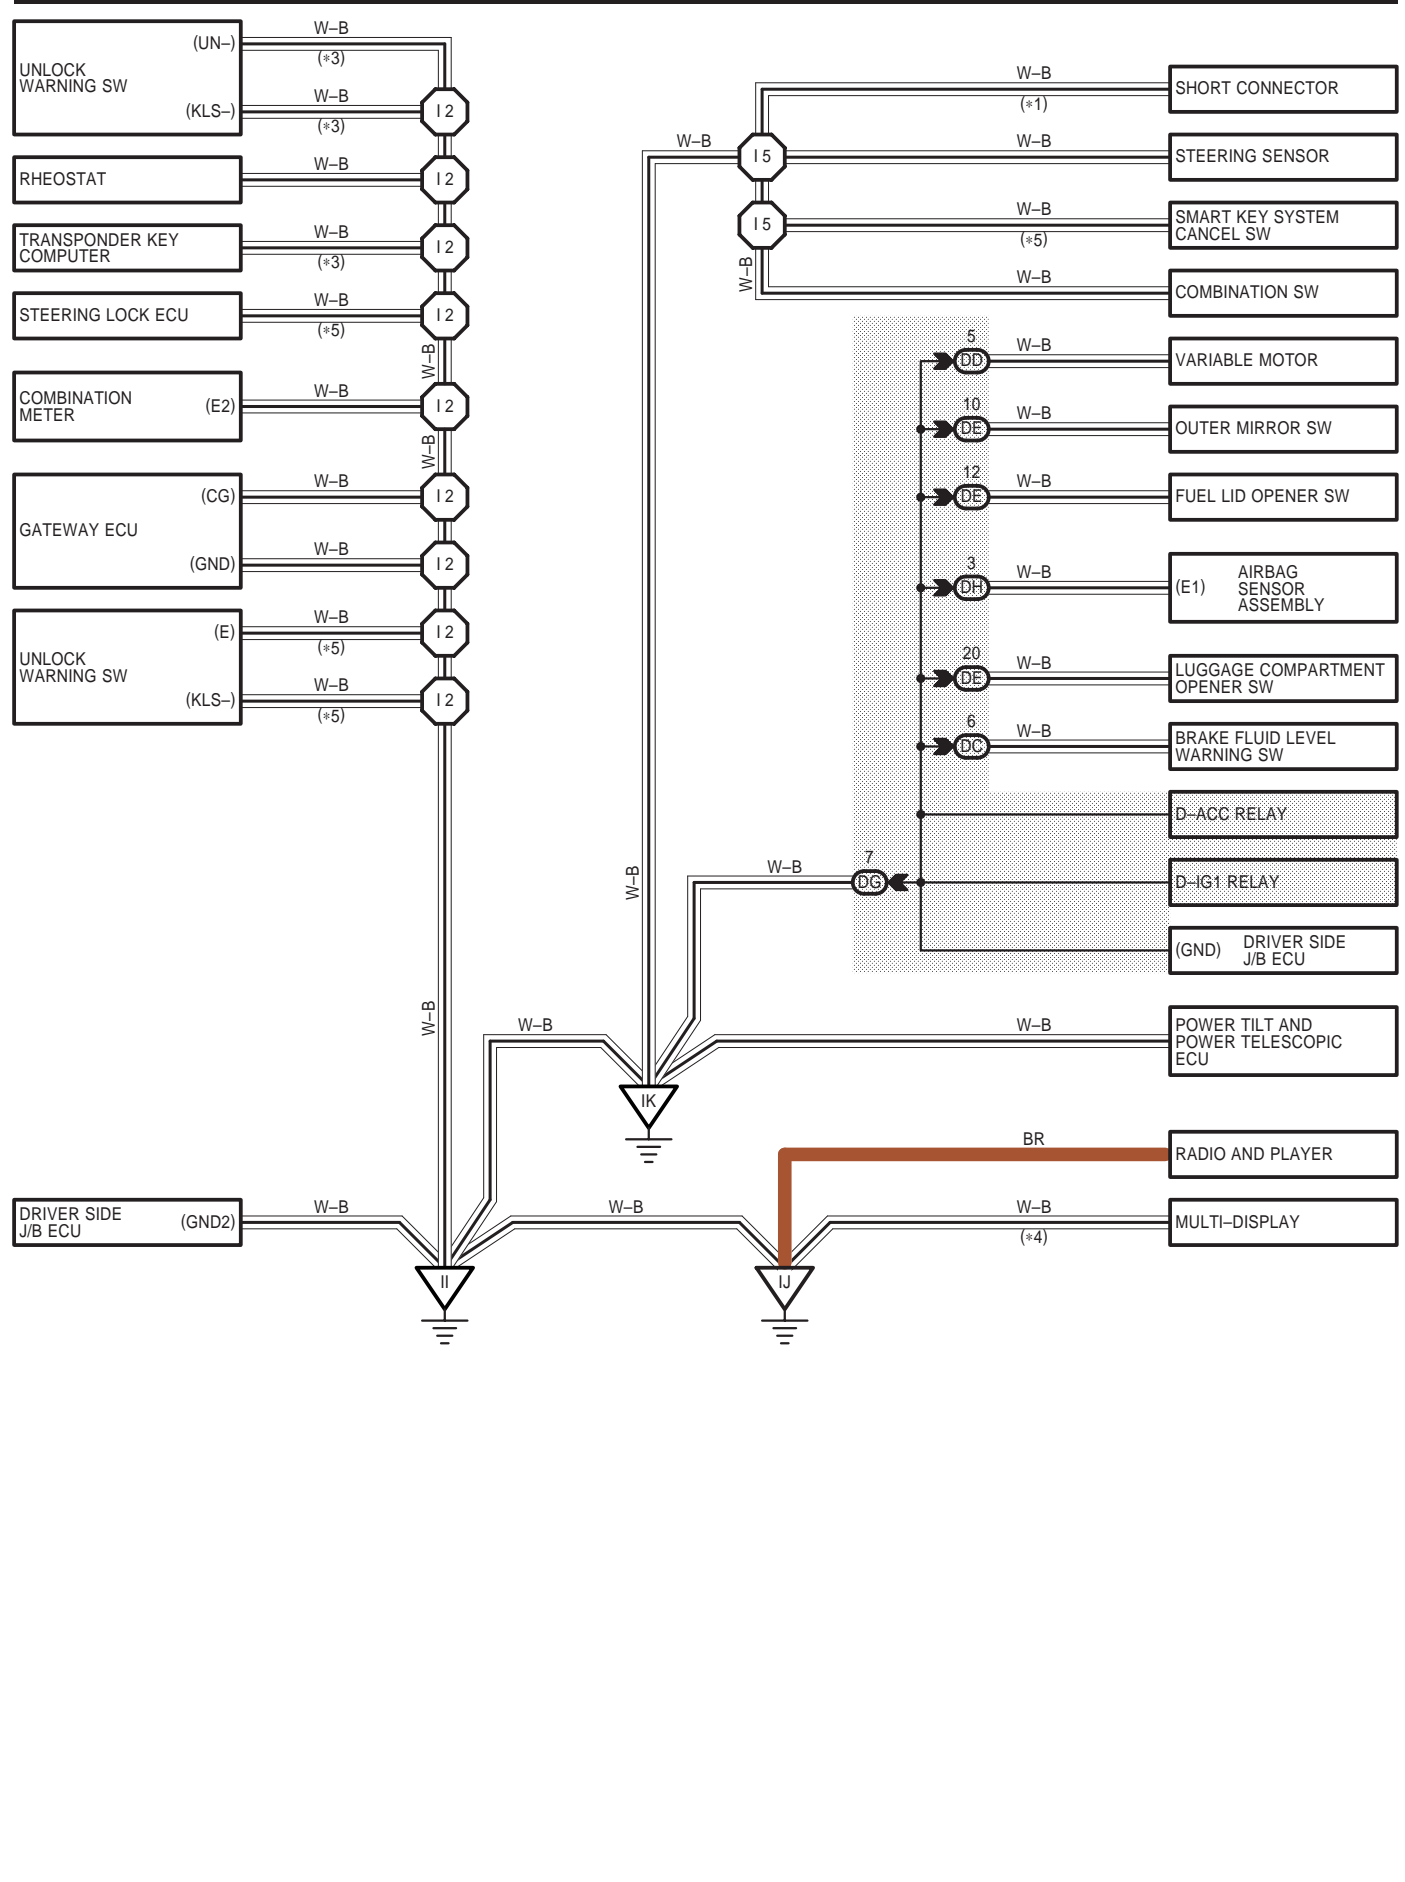 W–B
(UN–)
(∗3)
UNLOCK
WARNING SW
W–B
(KLS–)
I 2
(∗3)
W–B
RHEOSTAT
I 2
W–B
TRANSPONDER KEY
COMPUTER
I 2
(∗3)
W–B
STEERING LOCK ECU
I 2
(∗5)
W–B
COMBINATION
METER
(E2)
W–B
I 2
W–B
GATEWAY ECU
(CG)
W–B
I 2
(GND)
W–B
I 2
UNLOCK
WARNING SW
(E)
W–B
I 2
(∗5)
(KLS–)
W–B
I 2
(∗5)
W–B
W–B
SHORT CONNECTOR
(∗1)
W–B
I 5
W–B
STEERING SENSOR
I 5
W–B
SMART KEY SYSTEM
CANCEL SW
(∗5)
W–B
W–B
COMBINATION SW
5
DD
W–B
VARIABLE MOTOR
10
DE
W–B
OUTER MIRROR SW
12
DE
W–B
FUEL LID OPENER SW
3
DH
W–B
(E1)
AIRBAG
SENSOR
ASSEMBLY
20
DE
W–B
LUGGAGE COMPARTMENT
OPENER SW
6
DC
W–B
BRAKE FLUID LEVEL
WARNING SW
D–ACC RELAY
W–B
W–B
7
DG
D–IG1 RELAY
(GND)
DRIVER SIDE
J/B ECU
W–B
W–B
POWER TILT AND
POWER TELESCOPIC
ECU
IK
BR
RADIO AND PLAYER
DRIVER SIDE
J/B ECU
(GND2)
W–B
W–B
W–B
MULTI–DISPLAY
(∗4)
II
IJ